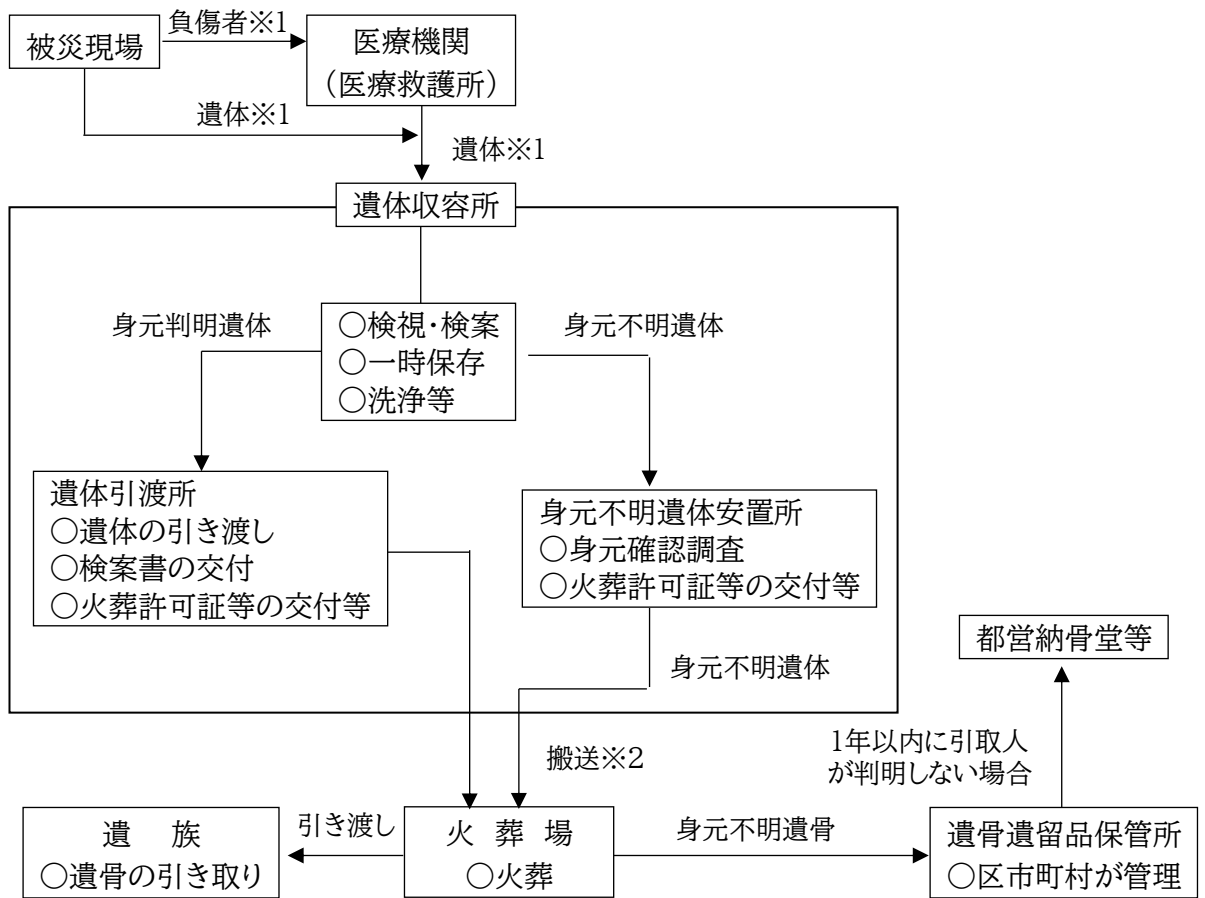 被災現場
負傷者※1
医療機関
（医療救護所）
遺体※1
遺体※1
遺体収容所
身元判明遺体
○検視・検案
○一時保存
○洗浄等
身元不明遺体
遺体引渡所
○遺体の引き渡し
○検案書の交付
○火葬許可証等の交付等
身元不明遺体安置所
○身元確認調査
○火葬許可証等の交付等
都営納骨堂等
身元不明遺体
搬送※2
1年以内に引取人
が判明しない場合
遺　族
○遺骨の引き取り
引き渡し
火 葬 場
○火葬
身元不明遺骨
遺骨遺留品保管所
○区市町村が管理